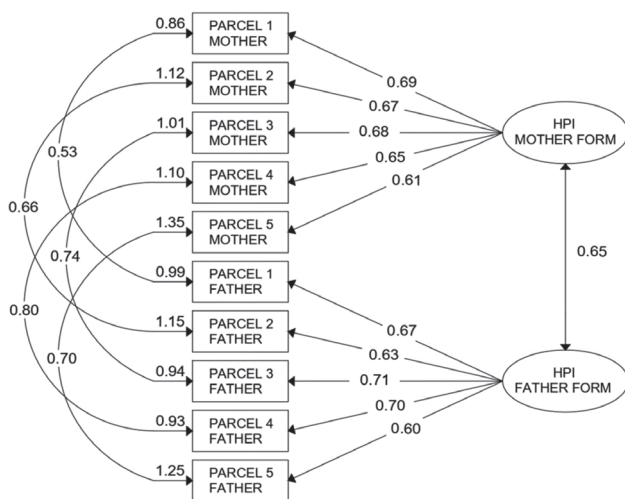 0.86
PARCEL 1
MOTHER
1.12
PARCEL 2
MOTHER
1.01
PARCEL 3
MOTHER
1.10
PARCEL 4
MOTHER
1.35
PARCEL 5
MOTHER
0.99
PARCEL 1
FATHER
1.15
PARCEL 2
FATHER
0.94
PARCEL 3
FATHER
0.93
PARCEL 4
FATHER
1.25
PARCEL 5
FATHER
0.53
0.66
0.74
0.80
0.70
0.69
0.67
0.68
0.65
0.61
0.67
0.63
0.71
0.70
0.60
HPI
MOTHER FORM
0.65
HPI
FATHER FORM